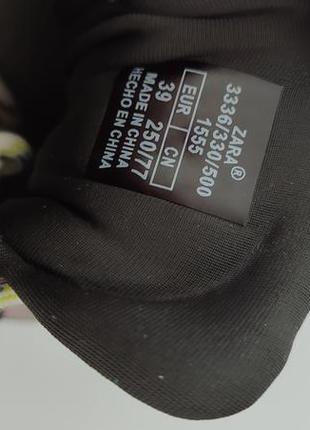 ZARA®
3336/330/500
1555
EUR CN
39 250/77
MADE IN CHINA
HECHO EN CHINA